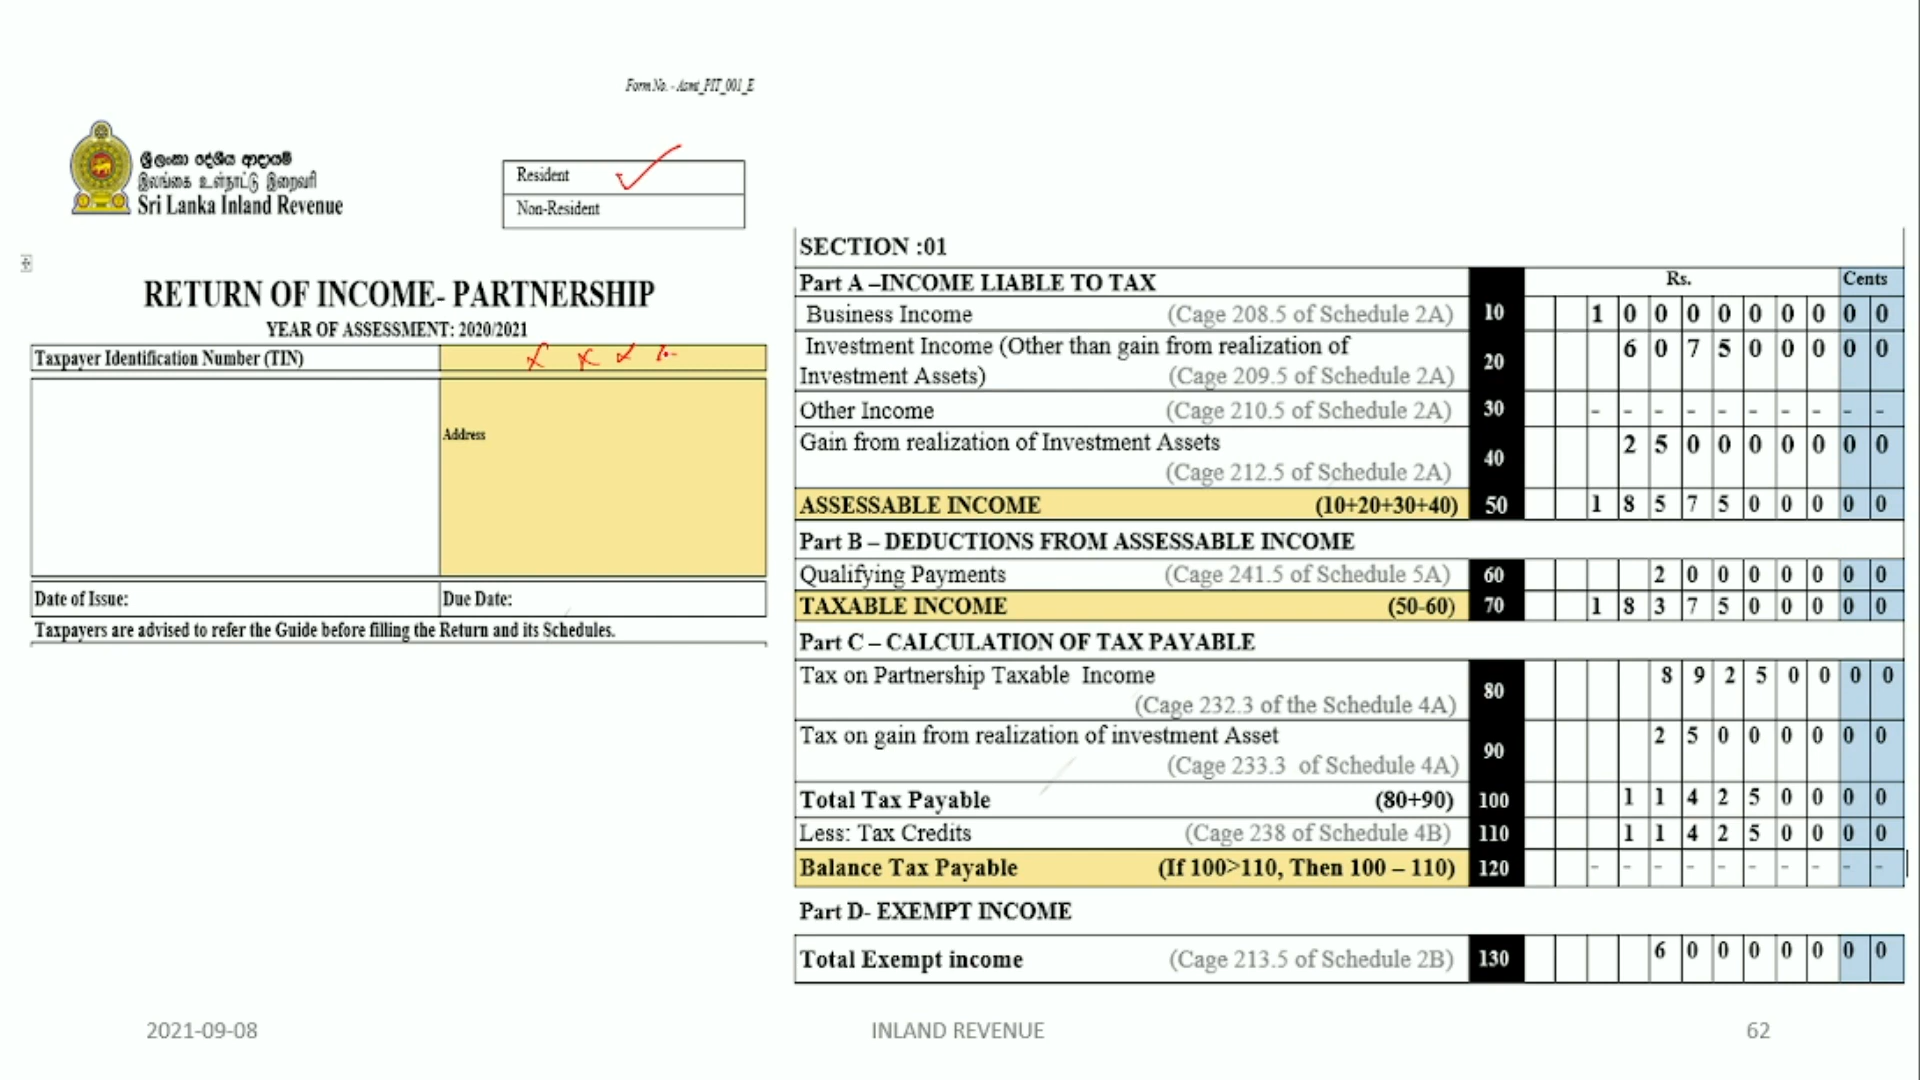 Form No. - Asmt_PIT_001_E
ශ්‍රී ලංකා දේශීය ආදායම්
இலங்கை உள்நாட்டு இறைவரி
Sri Lanka Inland Revenue
Resident
Non-Resident
RETURN OF INCOME- PARTNERSHIP
YEAR OF ASSESSMENT: 2020/2021
Taxpayer Identification Number (TIN)
Address
Date of Issue: Due Date:
Taxpayers are advised to refer the Guide before filling the Return and its Schedules.
SECTION :01
Part A –INCOME LIABLE TO TAX Rs. Cents
Business Income (Cage 208.5 of Schedule 2A) 10 1 0 0 0 0 0 0 0 0 0
Investment Income (Other than gain from realization of
Investment Assets) (Cage 209.5 of Schedule 2A) 20 6 0 7 5 0 0 0 0 0
Other Income (Cage 210.5 of Schedule 2A) 30 - - - - - - - - - -
Gain from realization of Investment Assets
(Cage 212.5 of Schedule 2A) 40 2 5 0 0 0 0 0 0 0
ASSESSABLE INCOME (10+20+30+40) 50 1 8 5 7 5 0 0 0 0 0
Part B – DEDUCTIONS FROM ASSESSABLE INCOME
Qualifying Payments (Cage 241.5 of Schedule 5A) 60 2 0 0 0 0 0 0 0
TAXABLE INCOME (50-60) 70 1 8 3 7 5 0 0 0 0 0
Part C – CALCULATION OF TAX PAYABLE
Tax on Partnership Taxable Income
(Cage 232.3 of the Schedule 4A) 80 8 9 2 5 0 0 0 0
Tax on gain from realization of investment Asset
(Cage 233.3 of Schedule 4A) 90 2 5 0 0 0 0 0 0
Total Tax Payable (80+90) 100 1 1 4 2 5 0 0 0 0
Less: Tax Credits (Cage 238 of Schedule 4B) 110 1 1 4 2 5 0 0 0 0
Balance Tax Payable (If 100>110, Then 100 – 110) 120 - - - - - - - - - -
Part D- EXEMPT INCOME
Total Exempt income (Cage 213.5 of Schedule 2B) 130 6 0 0 0 0 0 0 0
2021-09-08 INLAND REVENUE 62